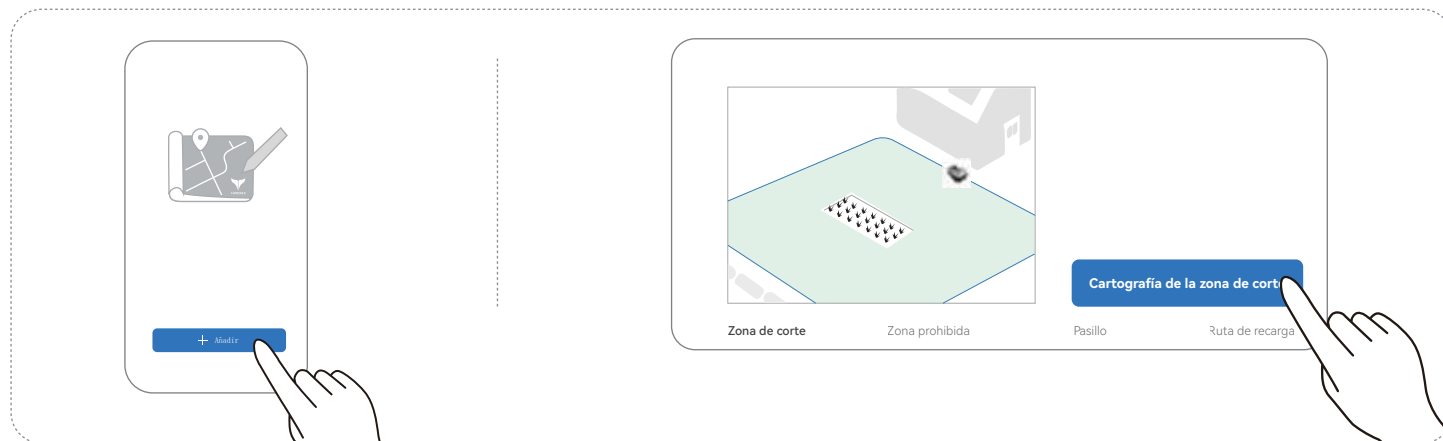 Añadir
Cartografía de la zona de corte
Zona de corte
Zona prohibida
Pasillo
Ruta de recarga